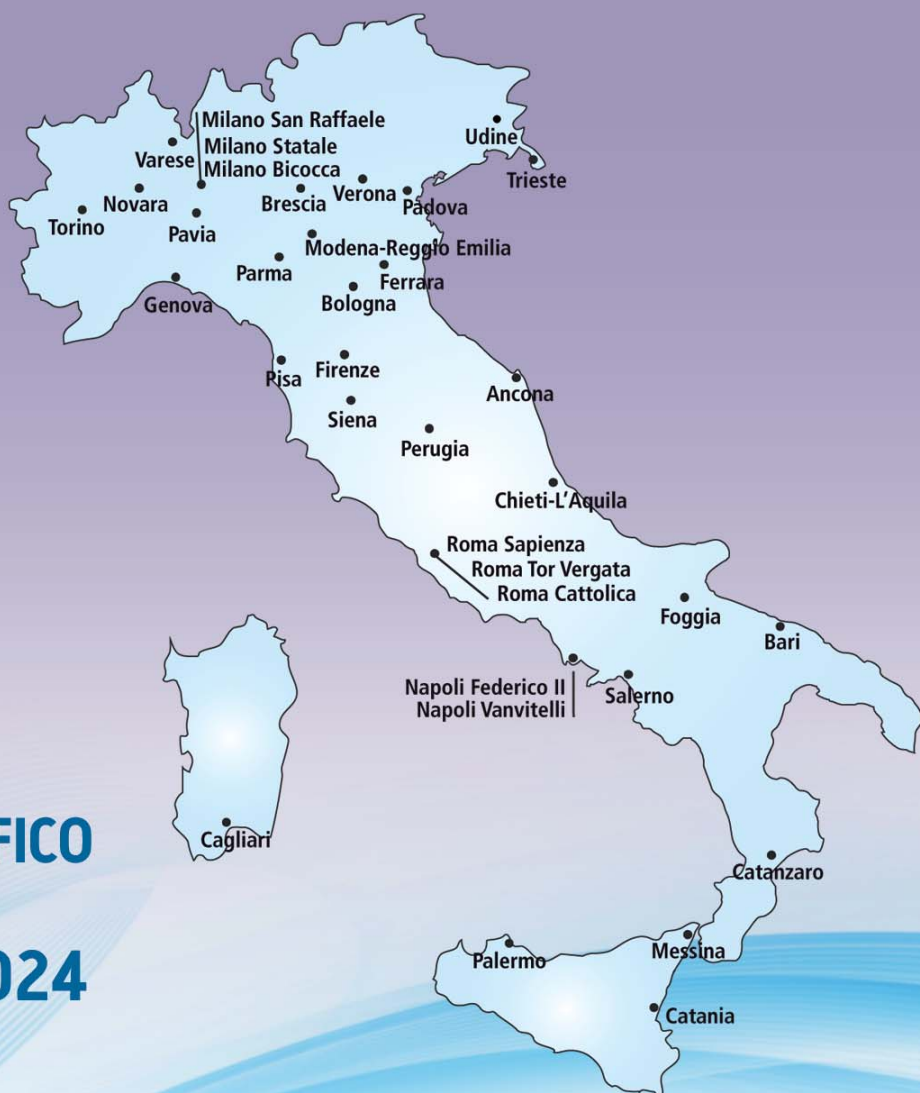 Milano San Raffaele
Milano Statale
Milano Bicocca
Udine
Varese
Trieste
Novara
Brescia
Verona
Padova
Torino
Pavia
Modena-Reggio Emilia
Parma
Ferrara
Genova
Bologna
Pisa
Firenze
Ancona
Siena
Perugia
Chieti-L'Aquila
Roma Sapienza
Roma Tor Vergata
Roma Cattolica
Foggia
Bari
Napoli Federico II
Napoli Vanvitelli
Salerno
FICO
Cagliari
Catanzaro
Palermo
Messina
024
Catania